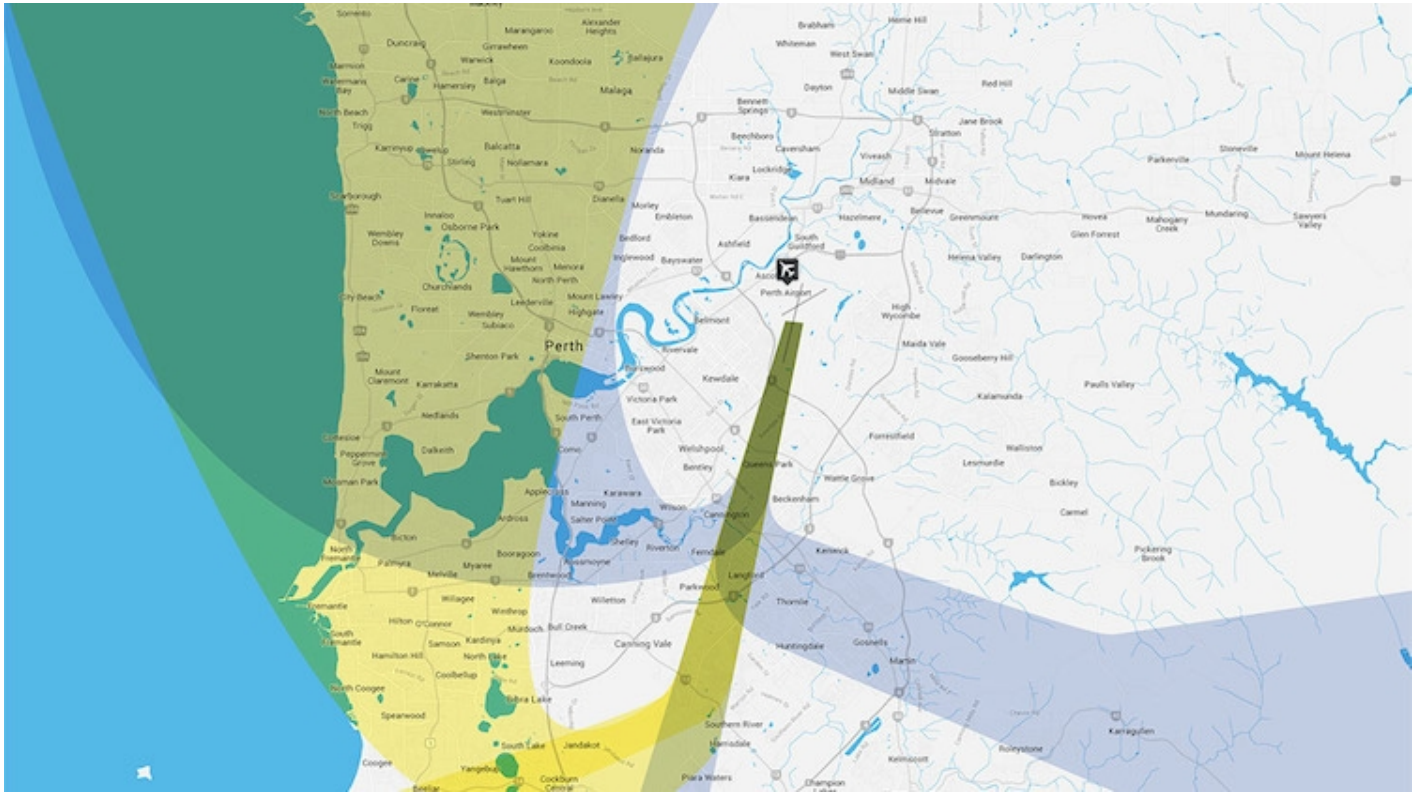 Sorrento
Hepburn Ave
Alexander
Heights
Marangaroo
Duncraig
Girrawheen
Warwick
Koondoola
Ballajura
Marmion
Watermans
Bay
Carine
Hamersley
Balga
Beach Rd
Malaga
North Beach
Westminster
Trigg
Karrinyup
Gwelup
Balcatta
Stirling
Nollamara
Noranda
Scarborough
Tuart Hill
Dianella
Morley
Embleton
Innaloo
Osborne Park
Wembley
Downs
Yokine
Coolbinia
Bedford
Mount
Hawthorn
Menora
North Perth
Inglewood
Bayswater
Ashfield
Churchlands
City Beach
Floreat
Leederville
Mount Lawley
Highgate
Wembley
Subiaco
Perth
Shenton Park
Mount
Claremont
Karrakatta
Nedlands
Cottesloe
Peppermint
Grove
Dalkeith
Mosman Park
Brabham
Whiteman
Herne Hill
West Swan
Dayton
Middle Swan
Red Hill
Bennett
Springs
Jane Brook
Stratton
Beechboro
Caversham
Viveash
Lockridge
Kiara
Midland
Midvale
Parkerville
Stoneville
Mount Helena
Bassendean
Hazelmere
Bellevue
Greenmount
Hovea
Mahogany
Creek
Mundaring
Sawyers
Valley
South
Guildford
Glen Forrest
Helena Valley
Darlington
Perth Airport
Belmont
High
Wycombe
Rivervale
Maida Vale
Gooseberry Hill
Burswood
Kewdale
Victoria Park
Kalamunda
Paulls Valley
South Perth
East Victoria
Park
Como
Welshpool
Forrestfield
Walliston
Bentley
Queens Park
Lesmurdie
Wattle Grove
Bickley
Applecross
Karawara
Manning
Beckenham
Salter Point
Wilson
Cannington
Carmel
Ardross
Bicton
Shelley
Riverton
Ferndale
Kenwick
Pickering
Brook
North
Fremantle
Booragoon
Rossmoyne
Palmyra
Myaree
Melville
Brentwood
Parkwood
Langford
Fremantle
Willagee
Winthrop
Willetton
Thornlie
Hilton
O'Connor
Murdoch
Bull Creek
South
Fremantle
Samson
Kardinya
Canning Vale
Huntingdale
Gosnells
Hamilton Hill
North Lake
Leeming
Martin
Coolbellup
North Coogee
Bibra Lake
Spearwood
Southern River
Karragullen
South Lake
Jandakot
Harrisdale
Roleystone
Coogee
Yangebup
Kelmscott
Beeliar
Cockburn
Central
Piara Waters
Champion
Lakes